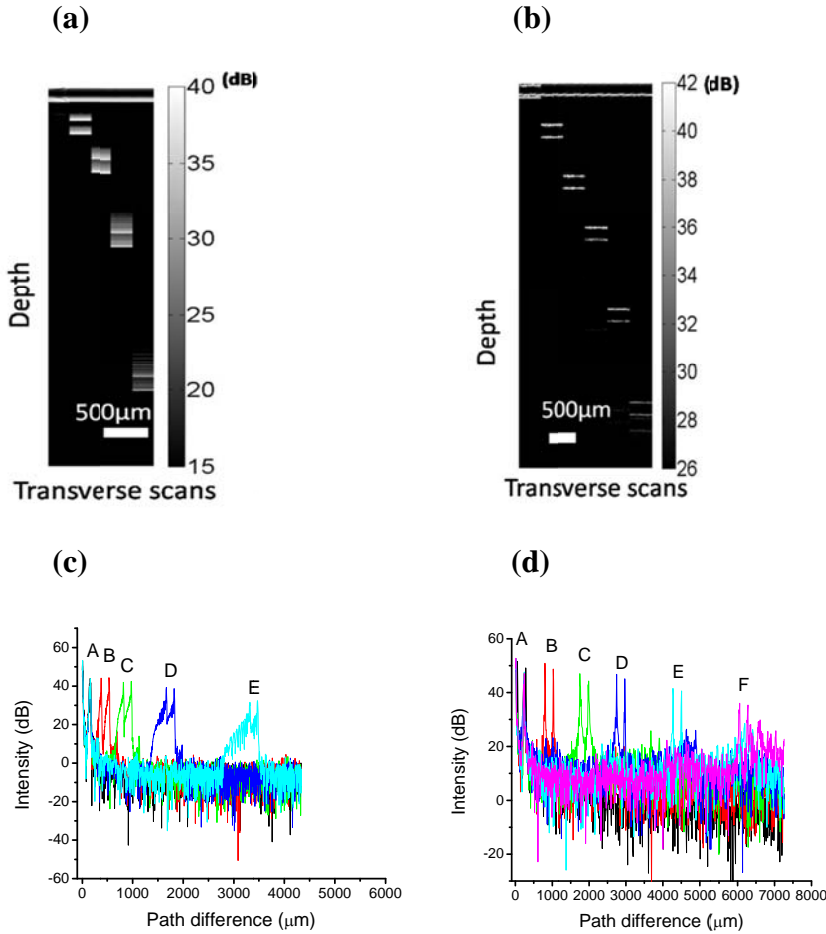 (a)
(b)
40 (dB)
35
30
25
20
15
Depth
500μm
Transverse scans
42 (dB)
40
38
36
34
32
30
28
26
Depth
500μm
Transverse scans
(c)
(d)
60
40
20
0
-20
-40
-60
Intensity (dB)
A B C D E
0 1000 2000 3000 4000 5000 6000
Path difference (μm)
60
40
20
0
-20
Intensity (dB)
A B C D E F
0 1000 2000 3000 4000 5000 6000 7000 8000
Path difference (μm)